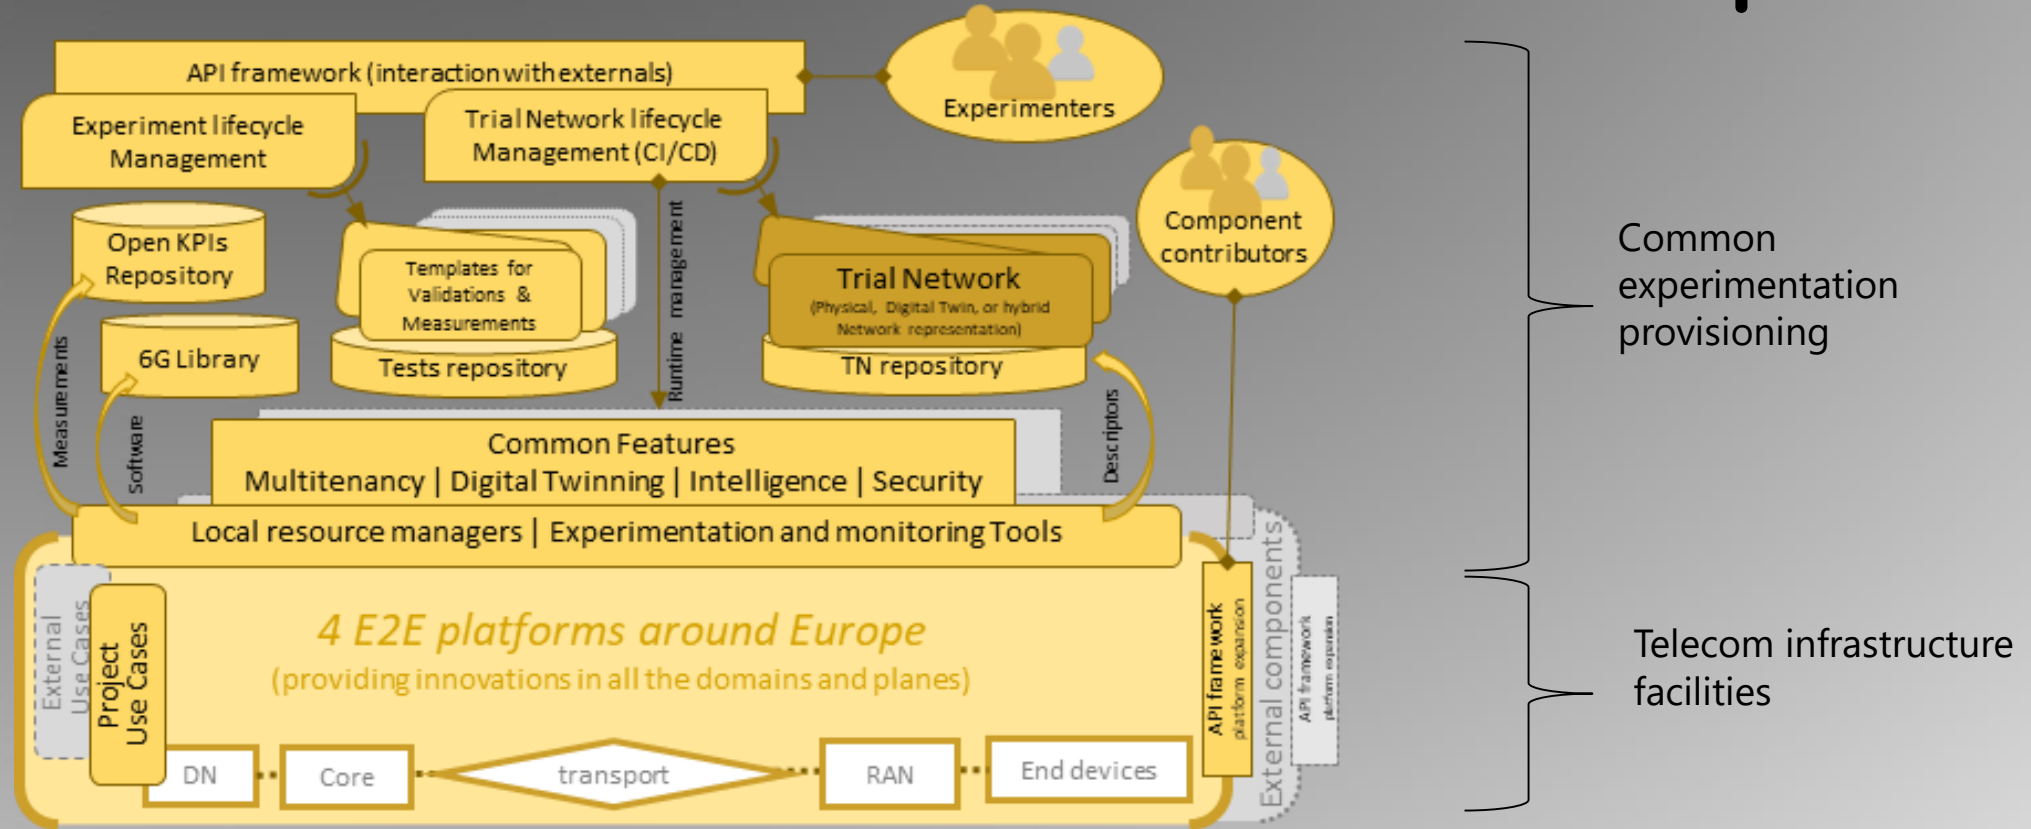 API framework (interaction with externals)
Experiment lifecycle
Management
Trial Network lifecycle
Management (CI/CD)
Experimenters
Component
contributors
Open KPIs
Repository
6G Library
Templates for
Validations &
Measurements
Tests repository
Runtime management
Trial Network
(Physical, Digital Twin, or hybrid
Network representation)
TN repository
Measurements
Software
Descriptors
Common Features
Multitenancy | Digital Twinning | Intelligence | Security
Local resource managers | Experimentation and monitoring Tools
External
Use Cases
Project
Use Cases
4 E2E platforms around Europe
(providing innovations in all the domains and planes)
DN
Core
transport
RAN
End devices
API framework
platform expansion
External components
API framework
platform expansion
Common
experimentation
provisioning
Telecom infrastructure
facilities